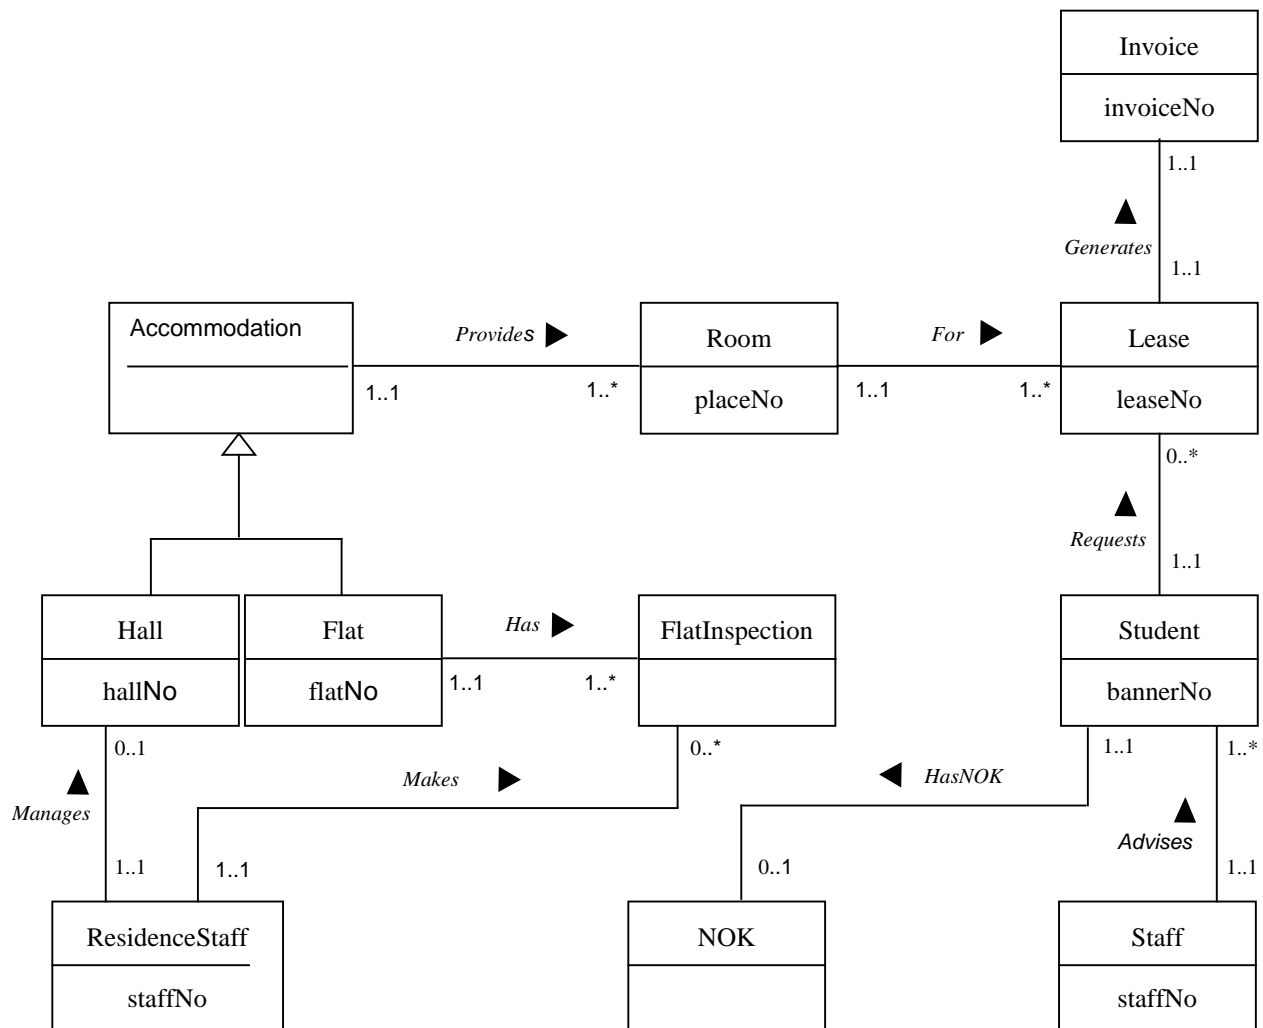 Invoice
invoiceNo
1..1
Generates
1..1
Accommodation
Provides
Room
For
Lease
1..1
1..*
placeNo
1..1
1..*
leaseNo
0..*
Requests
1..1
Hall
Flat
Has
FlatInspection
Student
hallNo
flatNo
1..1
1..*
bannerNo
0..1
0..*
1..1
1..*
Makes
HasNOK
Manages
Advises
1..1
1..1
0..1
1..1
ResidenceStaff
NOK
Staff
staffNo
staffNo